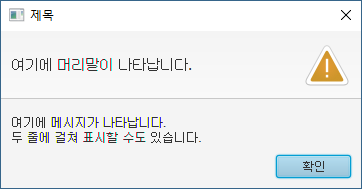 제목
여기에 머리말이 나타납니다.
여기에 메시지가 나타납니다.
두 줄에 걸쳐 표시할 수도 있습니다.
확인